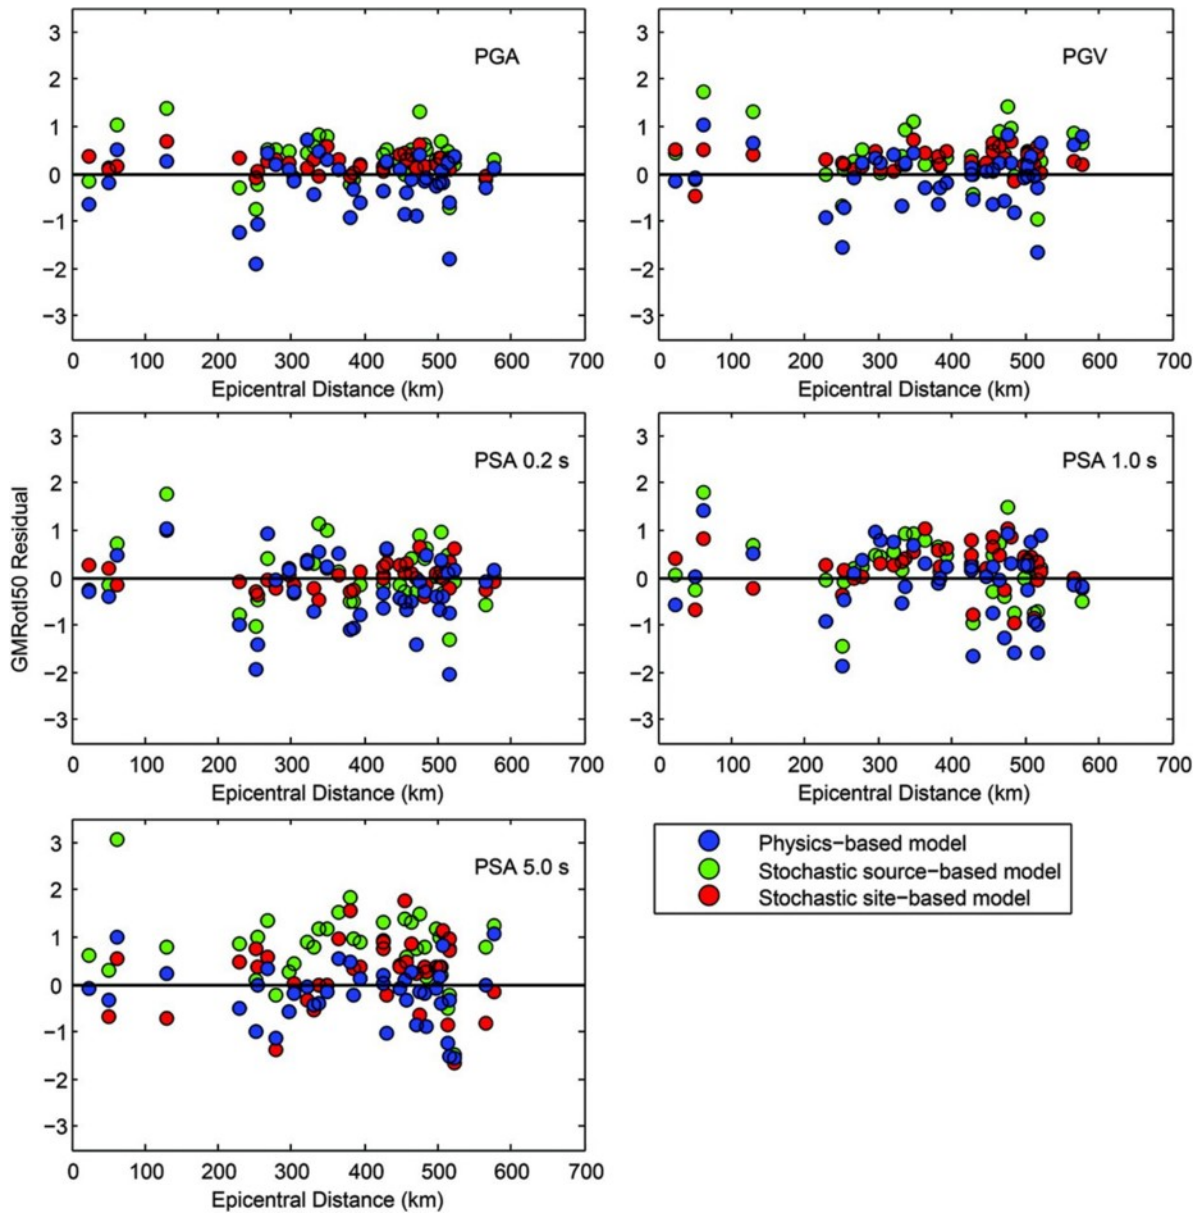 3
2
1
0
−1
−2
−3
PGA
0 100 200 300 400 500 600 700
Epicentral Distance (km)
3
2
1
0
−1
−2
−3
PGV
0 100 200 300 400 500 600 700
Epicentral Distance (km)
GMRotI50 Residual
3
2
1
0
−1
−2
−3
PSA 0.2 s
0 100 200 300 400 500 600 700
Epicentral Distance (km)
3
2
1
0
−1
−2
−3
PSA 1.0 s
0 100 200 300 400 500 600 700
Epicentral Distance (km)
3
2
1
0
−1
−2
−3
PSA 5.0 s
0 100 200 300 400 500 600 700
Epicentral Distance (km)
Physics−based model
Stochastic source−based model
Stochastic site−based model